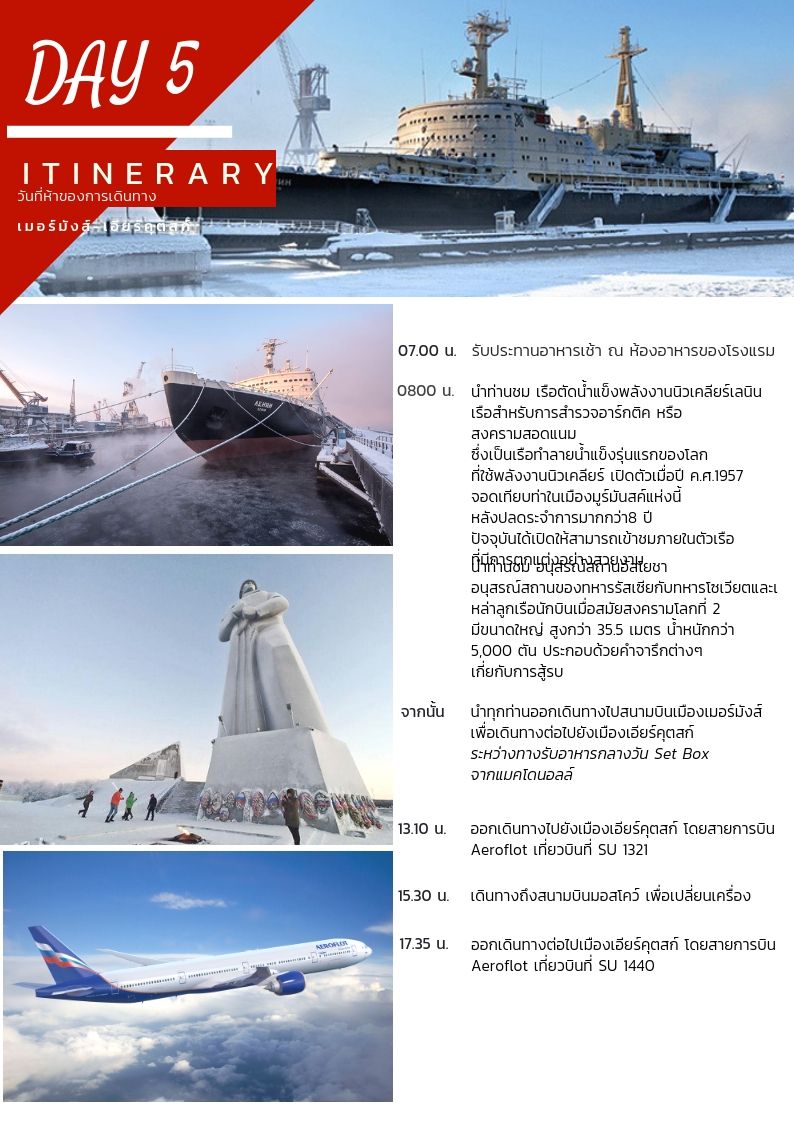 DAY 5
ITINERARY
วันที่ห้าของการเดินทาง
เมอร์มังส์-เอียร์คุตสก์
07.00 น. รับประทานอาหารเช้า ณ ห้องอาหารของโรงแรม
0800 น. นำท่านชม เรือตัดน้ำแข็งพลังงานนิวเคลียร์เลนิน
เรือสำหรับการสำรวจอาร์กติค หรือ
สงครามสอดแนม
ซึ่งเป็นเรือทำลายน้ำแข็งรุ่นแรกของโลก
ที่ใช้พลังงานนิวเคลียร์ เปิดตัวเมื่อปี ค.ศ.1957
จอดเทียบท่าในเมืองมูร์มันสค์แห่งนี้
หลังปลดระจำการมากกว่า8 ปี
ปัจจุบันได้เปิดให้สามารถเข้าชมภายในตัวเรือ
ที่มีการตกแต่งอย่างสวยงาม
นำท่านชม อนุสรณ์สถานอัลโยชา
อนุสรณ์สถานของทหารรัสเซียกับทหารโซเวียตและเ
หล่าลูกเรือนักบินเมื่อสมัยสงครามโลกที่ 2
มีขนาดใหญ่ สูงกว่า 35.5 เมตร น้ำหนักกว่า
5,000 ตัน ประกอบด้วยคำจารึกต่างๆ
เกี่ยกับการสู้รบ
จากนั้น นำทุกท่านออกเดินทางไปสนามบินเมืองเมอร์มังส์
เพื่อเดินทางต่อไปยังเมืองเอียร์คุตสก์
ระหว่างทางรับอาหารกลางวัน Set Box
จากแมคโดนอลล์
13.10 น. ออกเดินทางไปยังเมืองเอียร์คุตสก์ โดยสายการบิน
Aeroflot เที่ยวบินที่ SU 1321
15.30 น. เดินทางถึงสนามบินมอสโคว์ เพื่อเปลี่ยนเครื่อง
17.35 น. ออกเดินทางต่อไปเมืองเอียร์คุตสก์ โดยสายการบิน
Aeroflot เที่ยวบินที่ SU 1440
ЛЕНИН
AEROFLOT